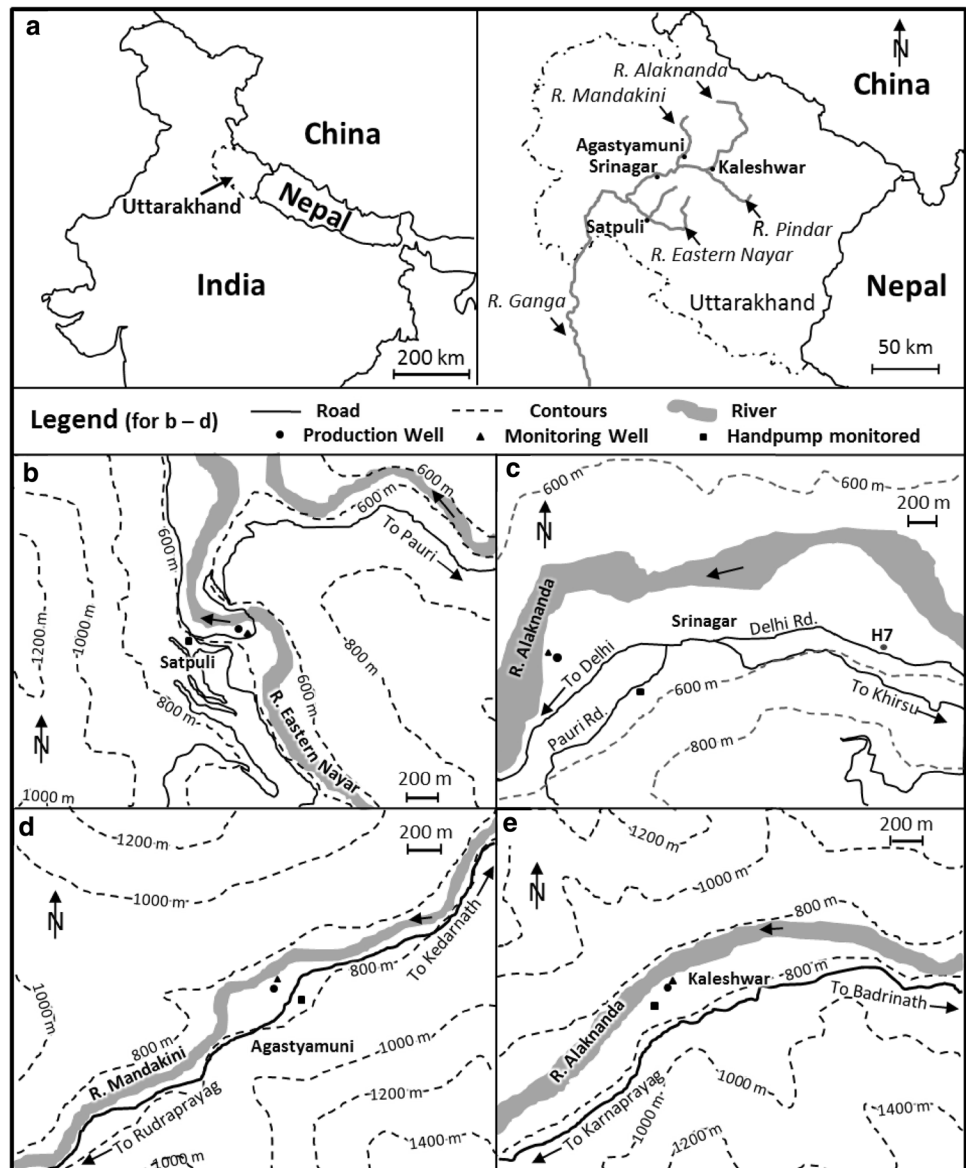 a
China
Uttarakhand
Nepal
India
200 km
N
China
R. Alaknanda
R. Mandakini
Agastyamuni
Srinagar
Kaleshwar
Satpuli
R. Pindar
R. Eastern Nayar
R. Ganga
Uttarakhand
Nepal
50 km
Legend (for b – d)
Road
Contours
River
Production Well
Monitoring Well
Handpump monitored
b
600 m
600 m
600 m
To Pauri
1200 m
1000 m
800 m
Satpuli
600 m
800 m
R. Eastern Nayar
N
200 m
1000 m
c
600 m
600 m
200 m
N
R. Alaknanda
Srinagar
Delhi Rd.
H7
To Delhi
Pauri Rd.
600 m
To Khirsu
800 m
d
200 m
1200 m
1000 m
N
To Kedarnath
800 m
1000 m
800 m
Agastyamuni
R. Mandakini
1000 m
To Rudraprayag
1200 m
1000 m
1400 m
e
200 m
1200 m
N
1000 m
800 m
Kaleshwar
800 m
To Badrinath
R. Alaknanda
To Karnaprayag
1000 m
1000 m
1200 m
1400 m